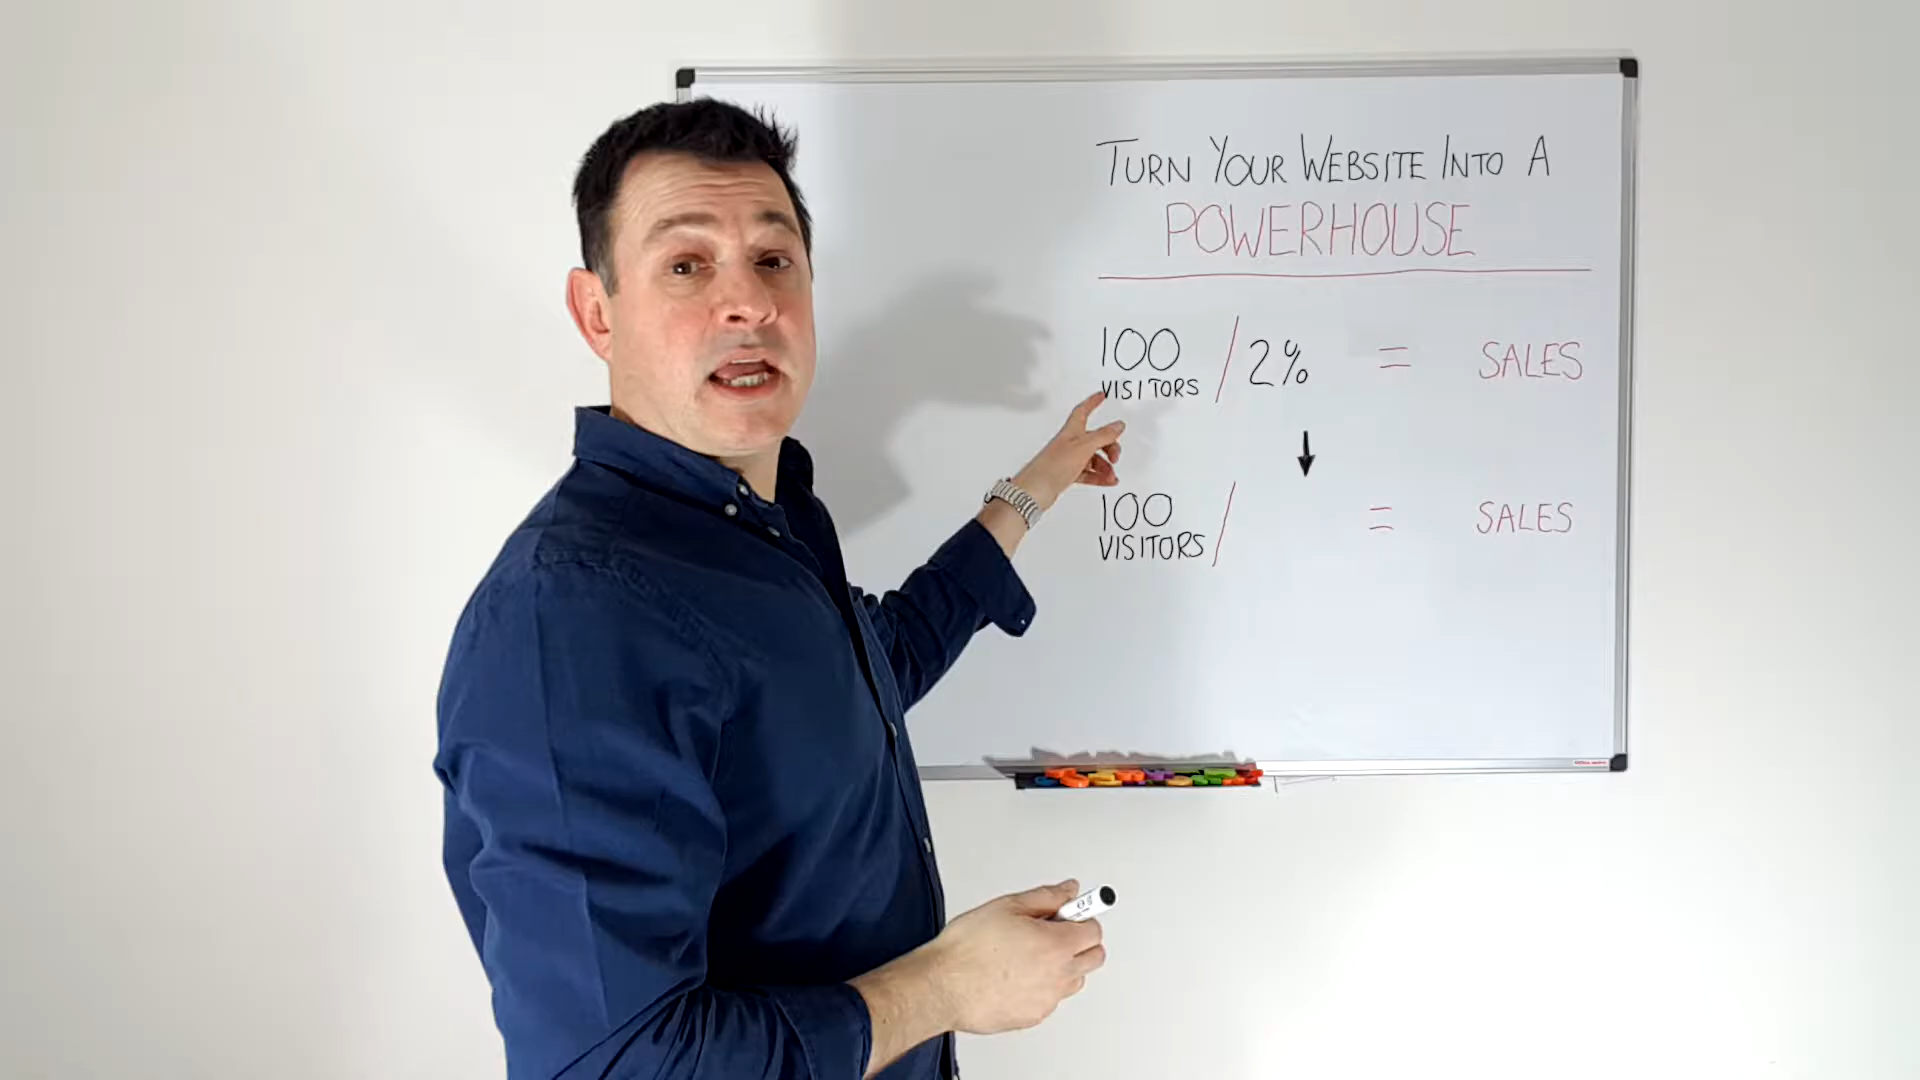 TURN YOUR WEBSITE INTO A
POWERHOUSE
100 / 2% = SALES
VISITORS
100 / = SALES
VISITORS